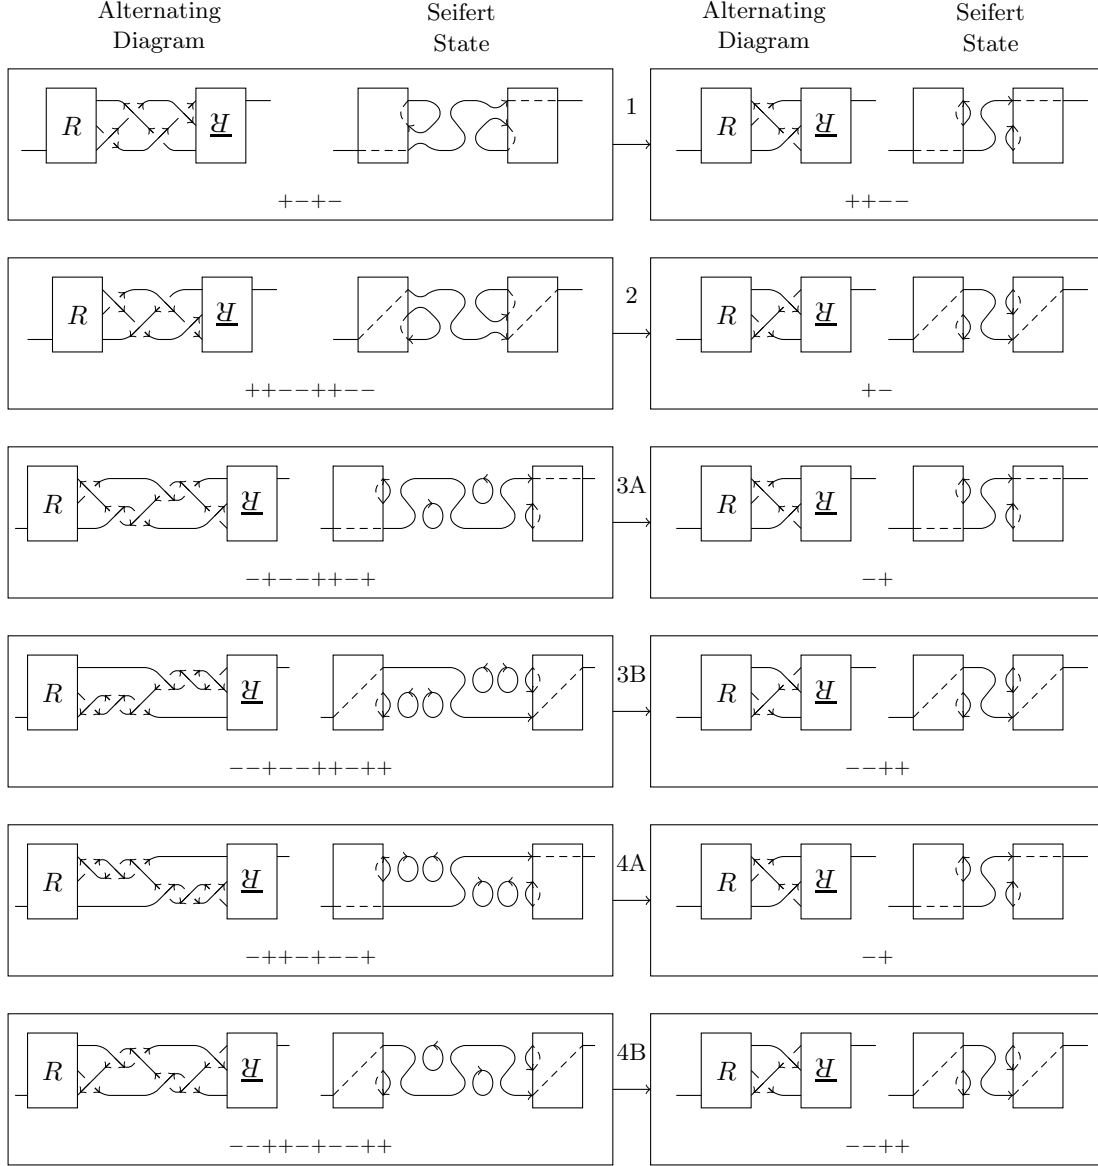 Alternating Diagram
Seifert State
Alternating Diagram
Seifert State
R R 1 R R
+−+− ++−−
R R 2 R R
++−−++−− +−
R R 3A R R
−+−−++−+ −+
R R 3B R R
−−+−−++−++ −−++
R R 4A R R
−++−+−−+ −+
R R 4B R R
−−++−+−−++ −−++